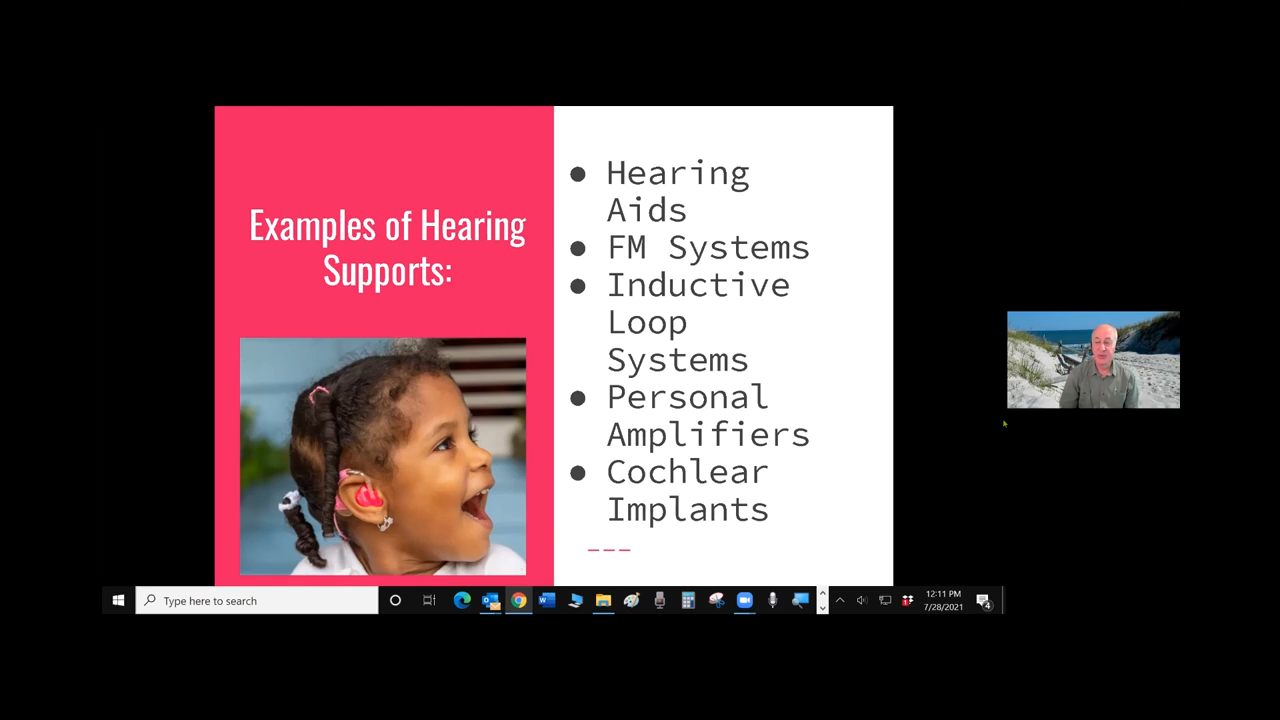 Examples of Hearing
Supports:
● Hearing
Aids
● FM Systems
● Inductive
Loop
Systems
● Personal
Amplifiers
● Cochlear
Implants
Type here to search
12:11 PM
7/28/2021
4